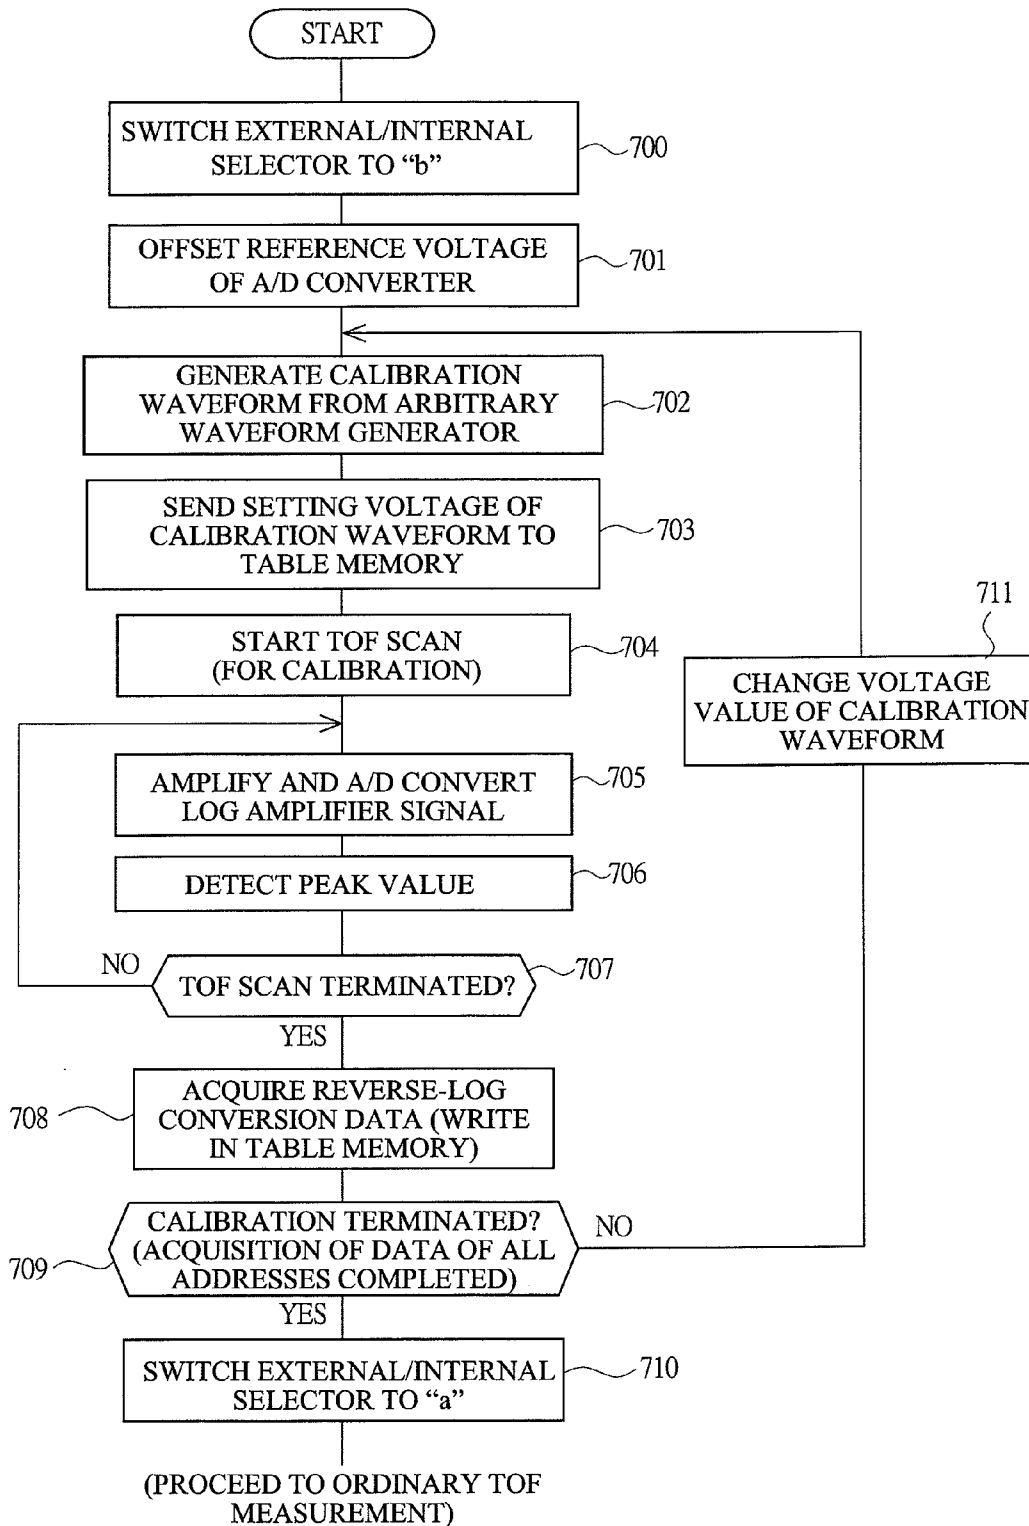 START
SWITCH EXTERNAL/INTERNAL
SELECTOR TO “b”
700
OFFSET REFERENCE VOLTAGE
OF A/D CONVERTER
701
GENERATE CALIBRATION
WAVEFORM FROM ARBITRARY
WAVEFORM GENERATOR
702
SEND SETTING VOLTAGE OF
CALIBRATION WAVEFORM TO
TABLE MEMORY
703
START TOF SCAN
(FOR CALIBRATION)
704
711
CHANGE VOLTAGE
VALUE OF CALIBRATION
WAVEFORM
AMPLIFY AND A/D CONVERT
LOG AMPLIFIER SIGNAL
705
DETECT PEAK VALUE
706
NO
TOF SCAN TERMINATED?
707
YES
708
ACQUIRE REVERSE-LOG
CONVERSION DATA (WRITE
IN TABLE MEMORY)
709
CALIBRATION TERMINATED?
(ACQUISITION OF DATA OF ALL
ADDRESSES COMPLETED)
NO
YES
SWITCH EXTERNAL/INTERNAL
SELECTOR TO “a”
710
(PROCEED TO ORDINARY TOF
MEASUREMENT)